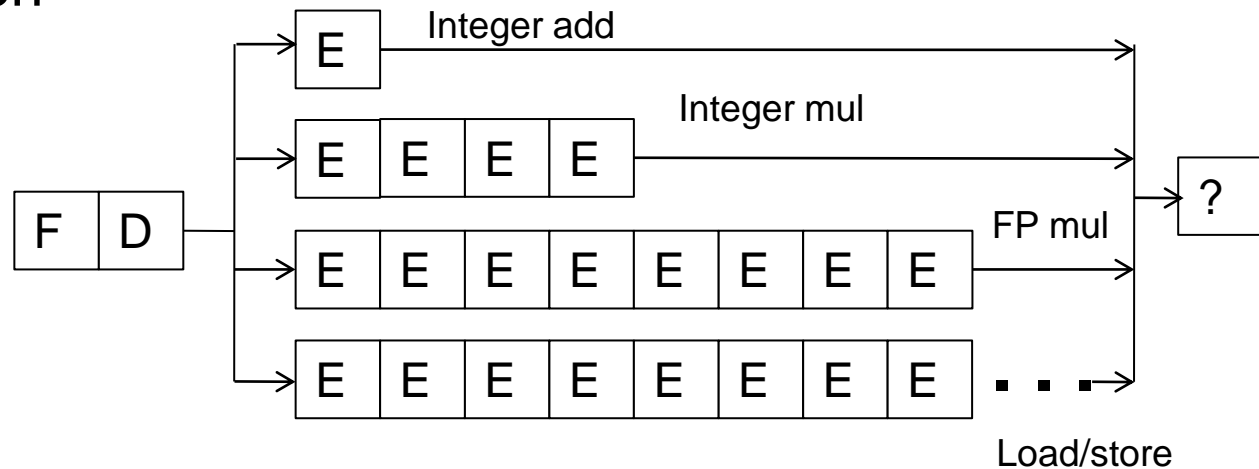 E Integer add
E E E E Integer mul
F D ?
E E E E E E E E FP mul
E E E E E E E E . . .
Load/store